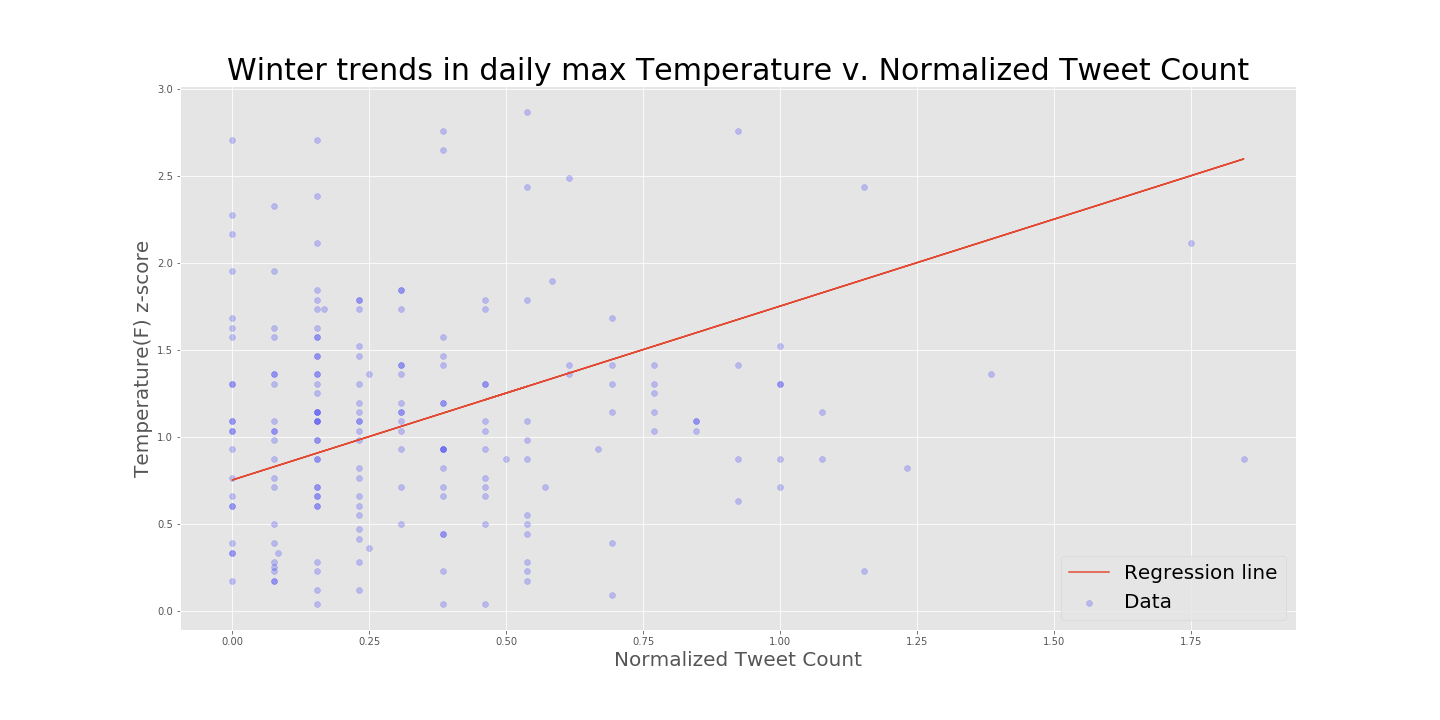 Winter trends in daily max Temperature v. Normalized Tweet Count
3.0
2.5
2.0
1.5
1.0
0.5
0.0
Temperature(F) z-score
0.00 0.25 0.50 0.75 1.00 1.25 1.50 1.75
Normalized Tweet Count
Regression line
Data